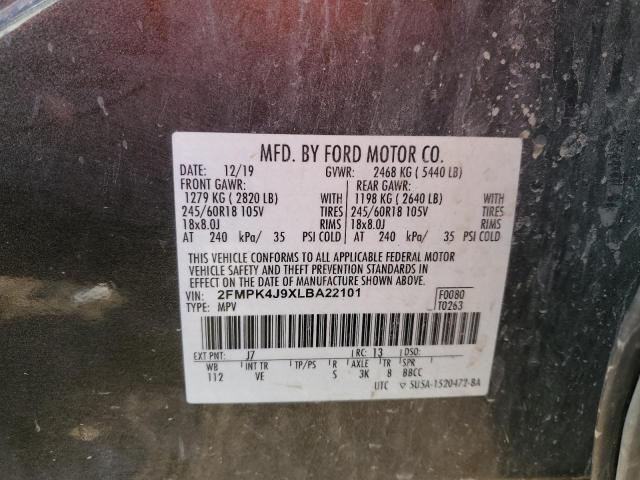 MFD. BY FORD MOTOR CO.
DATE: 12/19 GVWR: 2468 KG ( 5440 LB)
FRONT GAWR: REAR GAWR:
1279 KG ( 2820 LB) WITH 1198 KG ( 2640 LB) WITH
245/60R18 105V TIRES 245/60R18 105V TIRES
18x8.0J RIMS 18x8.0J RIMS
AT 240 kPa/ 35 PSI COLD AT 240 kPa/ 35 PSI COLD
THIS VEHICLE CONFORMS TO ALL APPLICABLE FEDERAL MOTOR
VEHICLE SAFETY AND THEFT PREVENTION STANDARDS IN
EFFECT ON THE DATE OF MANUFACTURE SHOWN ABOVE.
VIN: 2FMPK4J9XLBA22101 F0080
TYPE: MPV T0263
EXT PNT: J7 RC: 13 DSO:
WB INT TR TP/PS R AXLE TR SPR
112 VE S 3K 8 BBCC
UTC ▽ 5U5A-1520472-BA